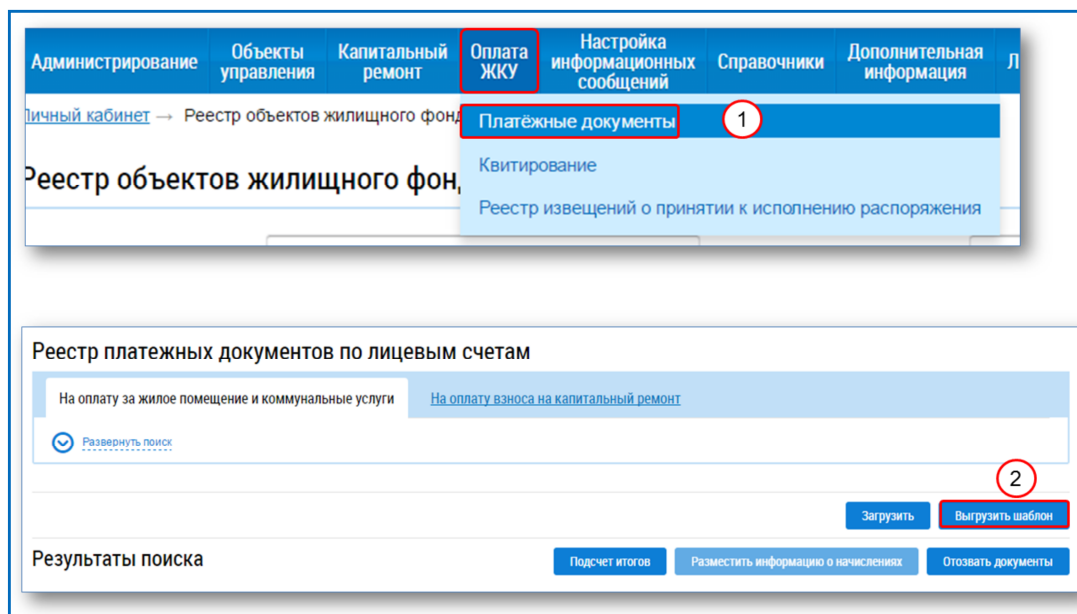 Администрирование
Объекты управления
Капитальный ремонт
Оплата ЖКУ
Настройка информационных сообщений
Справочники
Дополнительная информация
Личный кабинет → Реестр объектов жилищного фонд
Платёжные документы
1
Реестр объектов жилищного фон
Квитирование
Реестр извещений о принятии к исполнению распоряжения
Реестр платежных документов по лицевым счетам
На оплату за жилое помещение и коммунальные услуги
На оплату взноса на капитальный ремонт
Развернуть поиск
2
Загрузить
Выгрузить шаблон
Результаты поиска
Подсчет итогов
Разместить информацию о начислениях
Отозвать документы